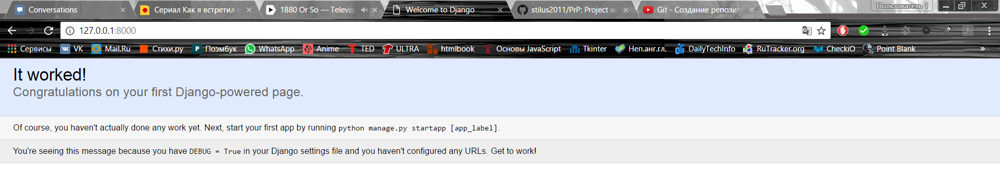 Conversations
Сериал Как я встретил в
1880 Or So — Televisi
Welcome to Django
stilus2011/PrP: Project w
Git - Создание репозит
Пользователь 1
127.0.0.1:8000
Сервисы
VK
Mail.Ru
Стихи.ру
Поэмбук
WhatsApp
Anime
TED
ULTRA
htmlbook
Основы JavaScript
Tkinter
Неп.анг.гл.
DailyTechInfo
RuTracker.org
CheckiO
Point Blank
»
It worked!
Congratulations on your first Django-powered page.
Of course, you haven't actually done any work yet. Next, start your first app by running python manage.py startapp [app_label].
You're seeing this message because you have DEBUG = True in your Django settings file and you haven't configured any URLs. Get to work!